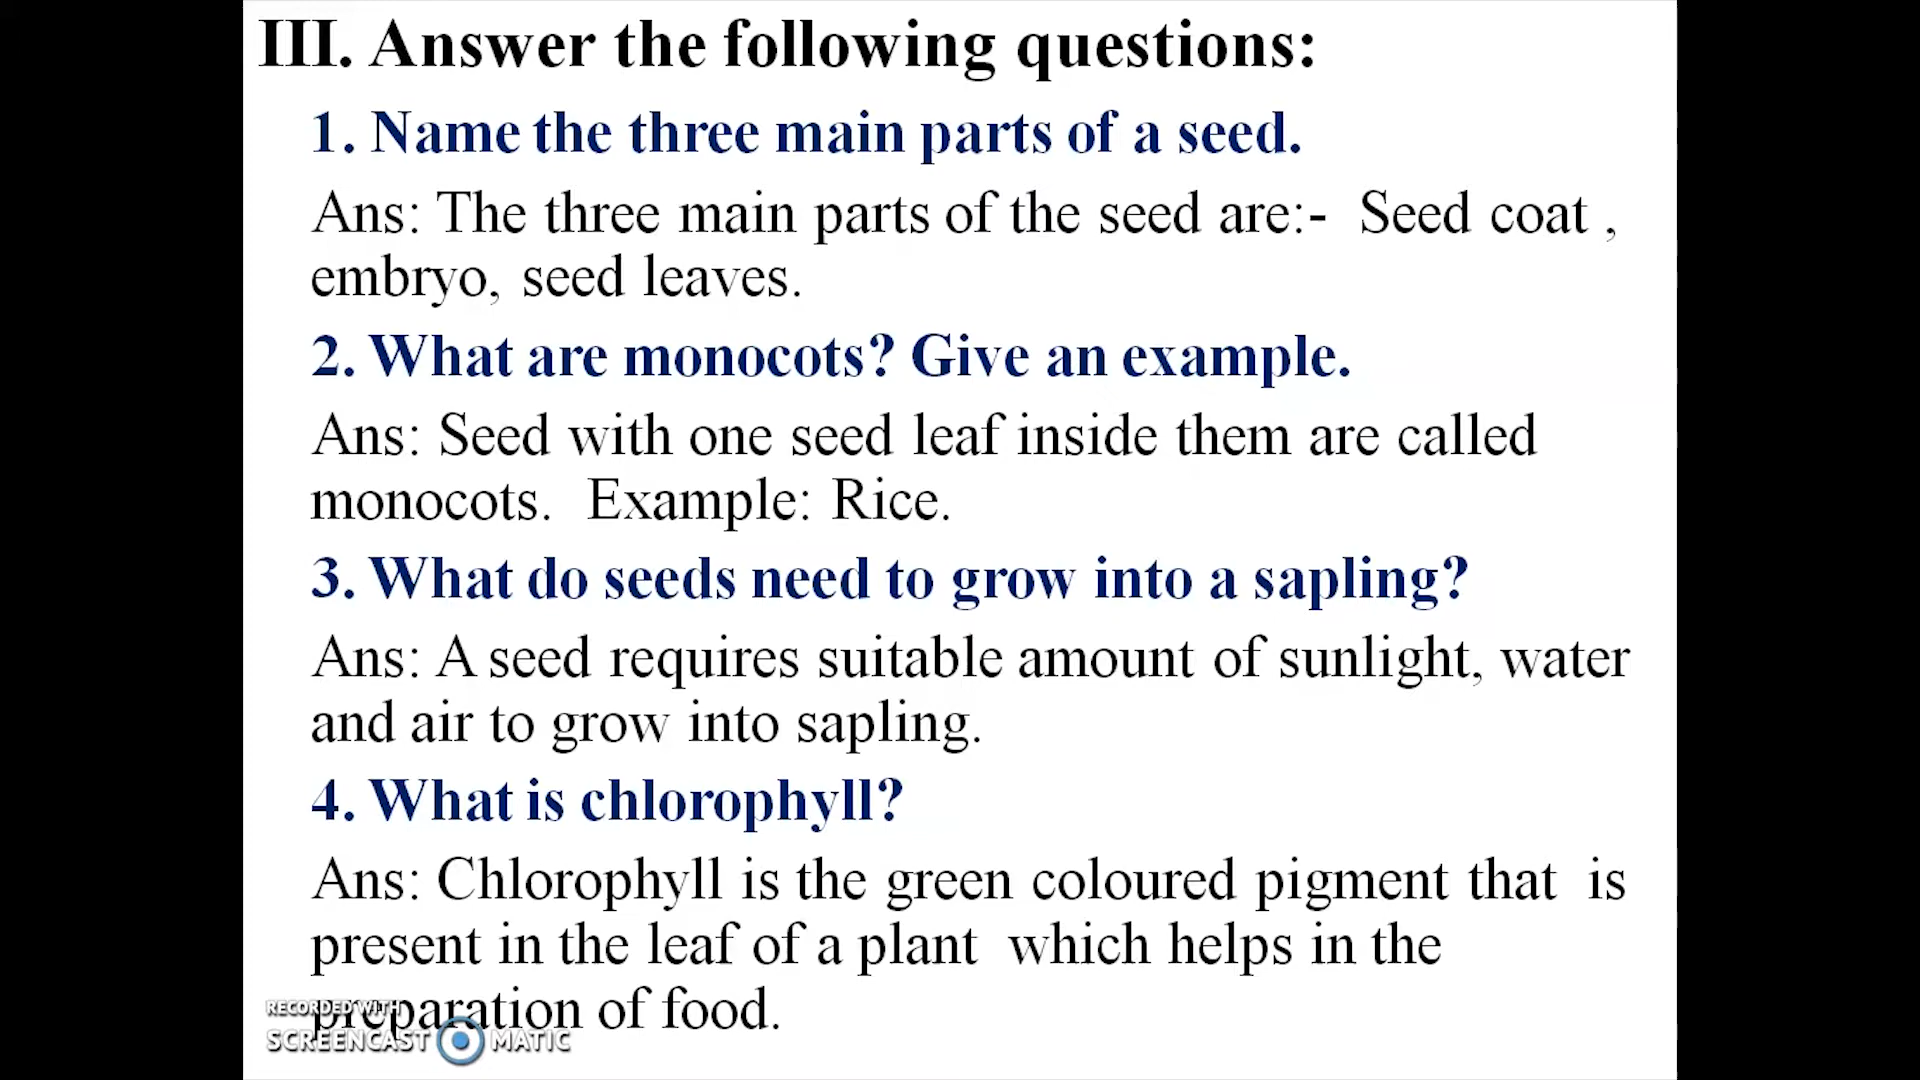 III. Answer the following questions:
1. Name the three main parts of a seed.
Ans: The three main parts of the seed are:-  Seed coat ,
embryo, seed leaves.
2. What are monocots? Give an example.
Ans: Seed with one seed leaf inside them are called
monocots.  Example: Rice.
3. What do seeds need to grow into a sapling?
Ans: A seed requires suitable amount of sunlight, water
and air to grow into sapling.
4. What is chlorophyll?
Ans: Chlorophyll is the green coloured pigment that  is
present in the leaf of a plant  which helps in the
preparation of food.
RECORDED WITH
SCREENCAST MATIC